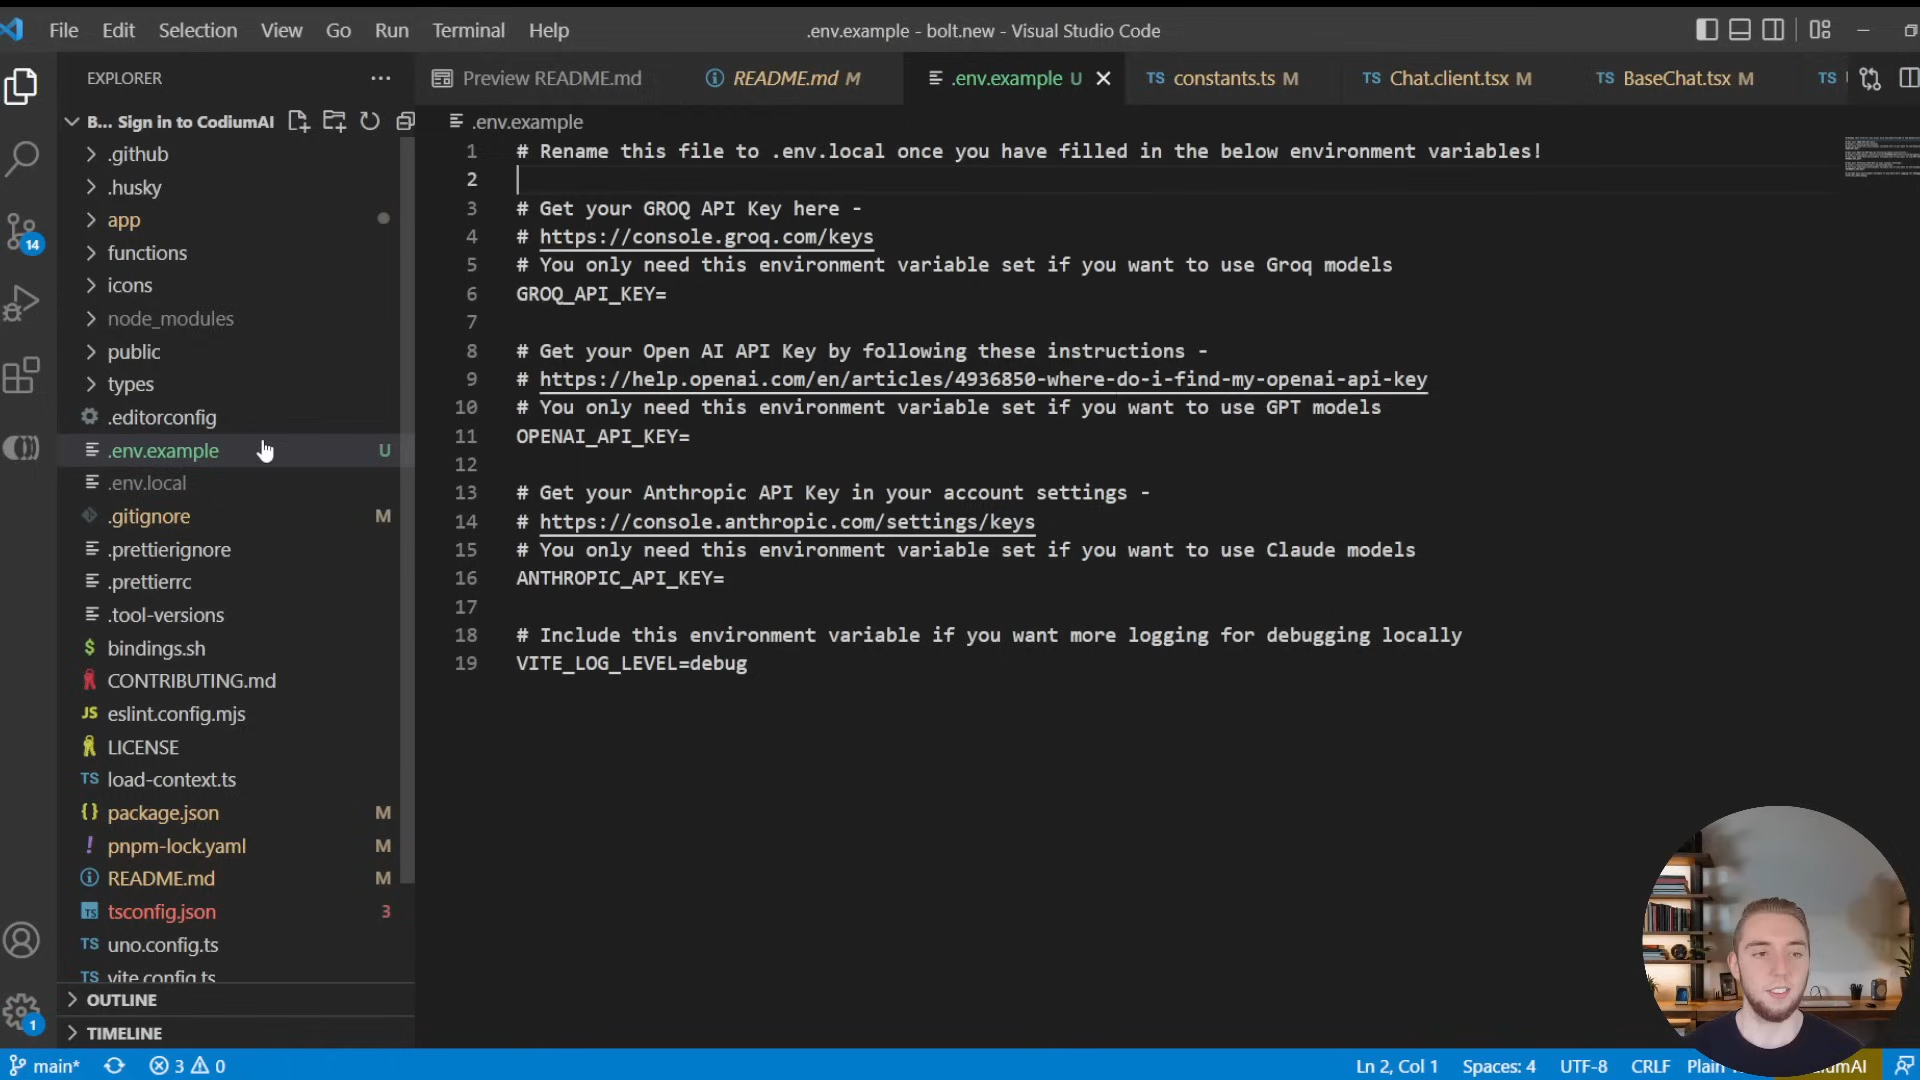 File Edit Selection View Go Run Terminal Help
.env.example - bolt.new - Visual Studio Code
EXPLORER
Preview README.md
README.md M
.env.example U
TS constants.ts M
TS Chat.client.tsx M
TS BaseChat.tsx M
TS
B... Sign in to CodiumAI
.github
.husky
app
functions
icons
node_modules
public
types
.editorconfig
.env.example U
.env.local
.gitignore M
.prettierignore
.prettierrc
.tool-versions
$ bindings.sh
CONTRIBUTING.md
JS eslint.config.mjs
LICENSE
TS load-context.ts
{} package.json M
! pnpm-lock.yaml M
README.md M
TS tsconfig.json 3
TS uno.config.ts
TS vite.config.ts
OUTLINE
TIMELINE
14
1
.env.example
1 # Rename this file to .env.local once you have filled in the below environment variables!
2
3 # Get your GROQ API Key here -
4 # https://console.groq.com/keys
5 # You only need this environment variable set if you want to use Groq models
6 GROQ_API_KEY=
7
8 # Get your Open AI API Key by following these instructions -
9 # https://help.openai.com/en/articles/4936850-where-do-i-find-my-openai-api-key
10 # You only need this environment variable set if you want to use GPT models
11 OPENAI_API_KEY=
12
13 # Get your Anthropic API Key in your account settings -
14 # https://console.anthropic.com/settings/keys
15 # You only need this environment variable set if you want to use Claude models
16 ANTHROPIC_API_KEY=
17
18 # Include this environment variable if you want more logging for debugging locally
19 VITE_LOG_LEVEL=debug
main* 3 0
Ln 2, Col 1 Spaces: 4 UTF-8 CRLF